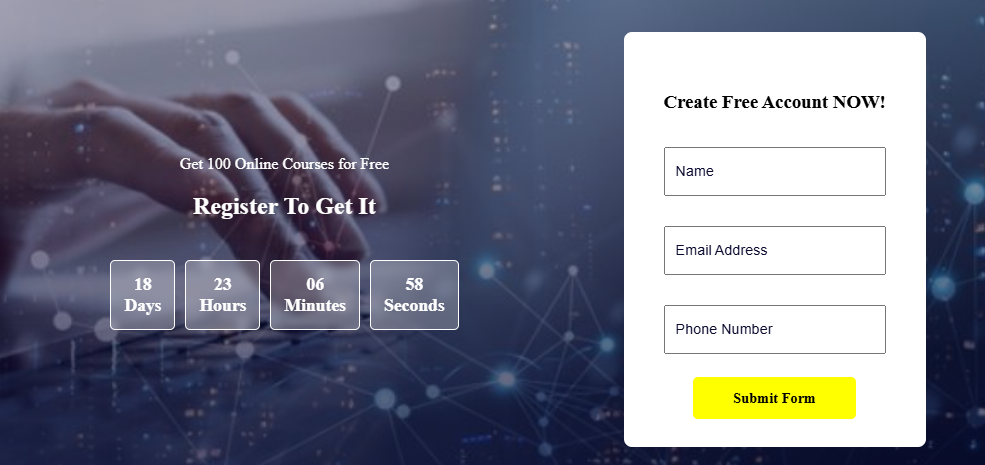 Get 100 Online Courses for Free
Register To Get It
18 Days
23 Hours
06 Minutes
58 Seconds
Create Free Account NOW!
Name
Email Address
Phone Number
Submit Form